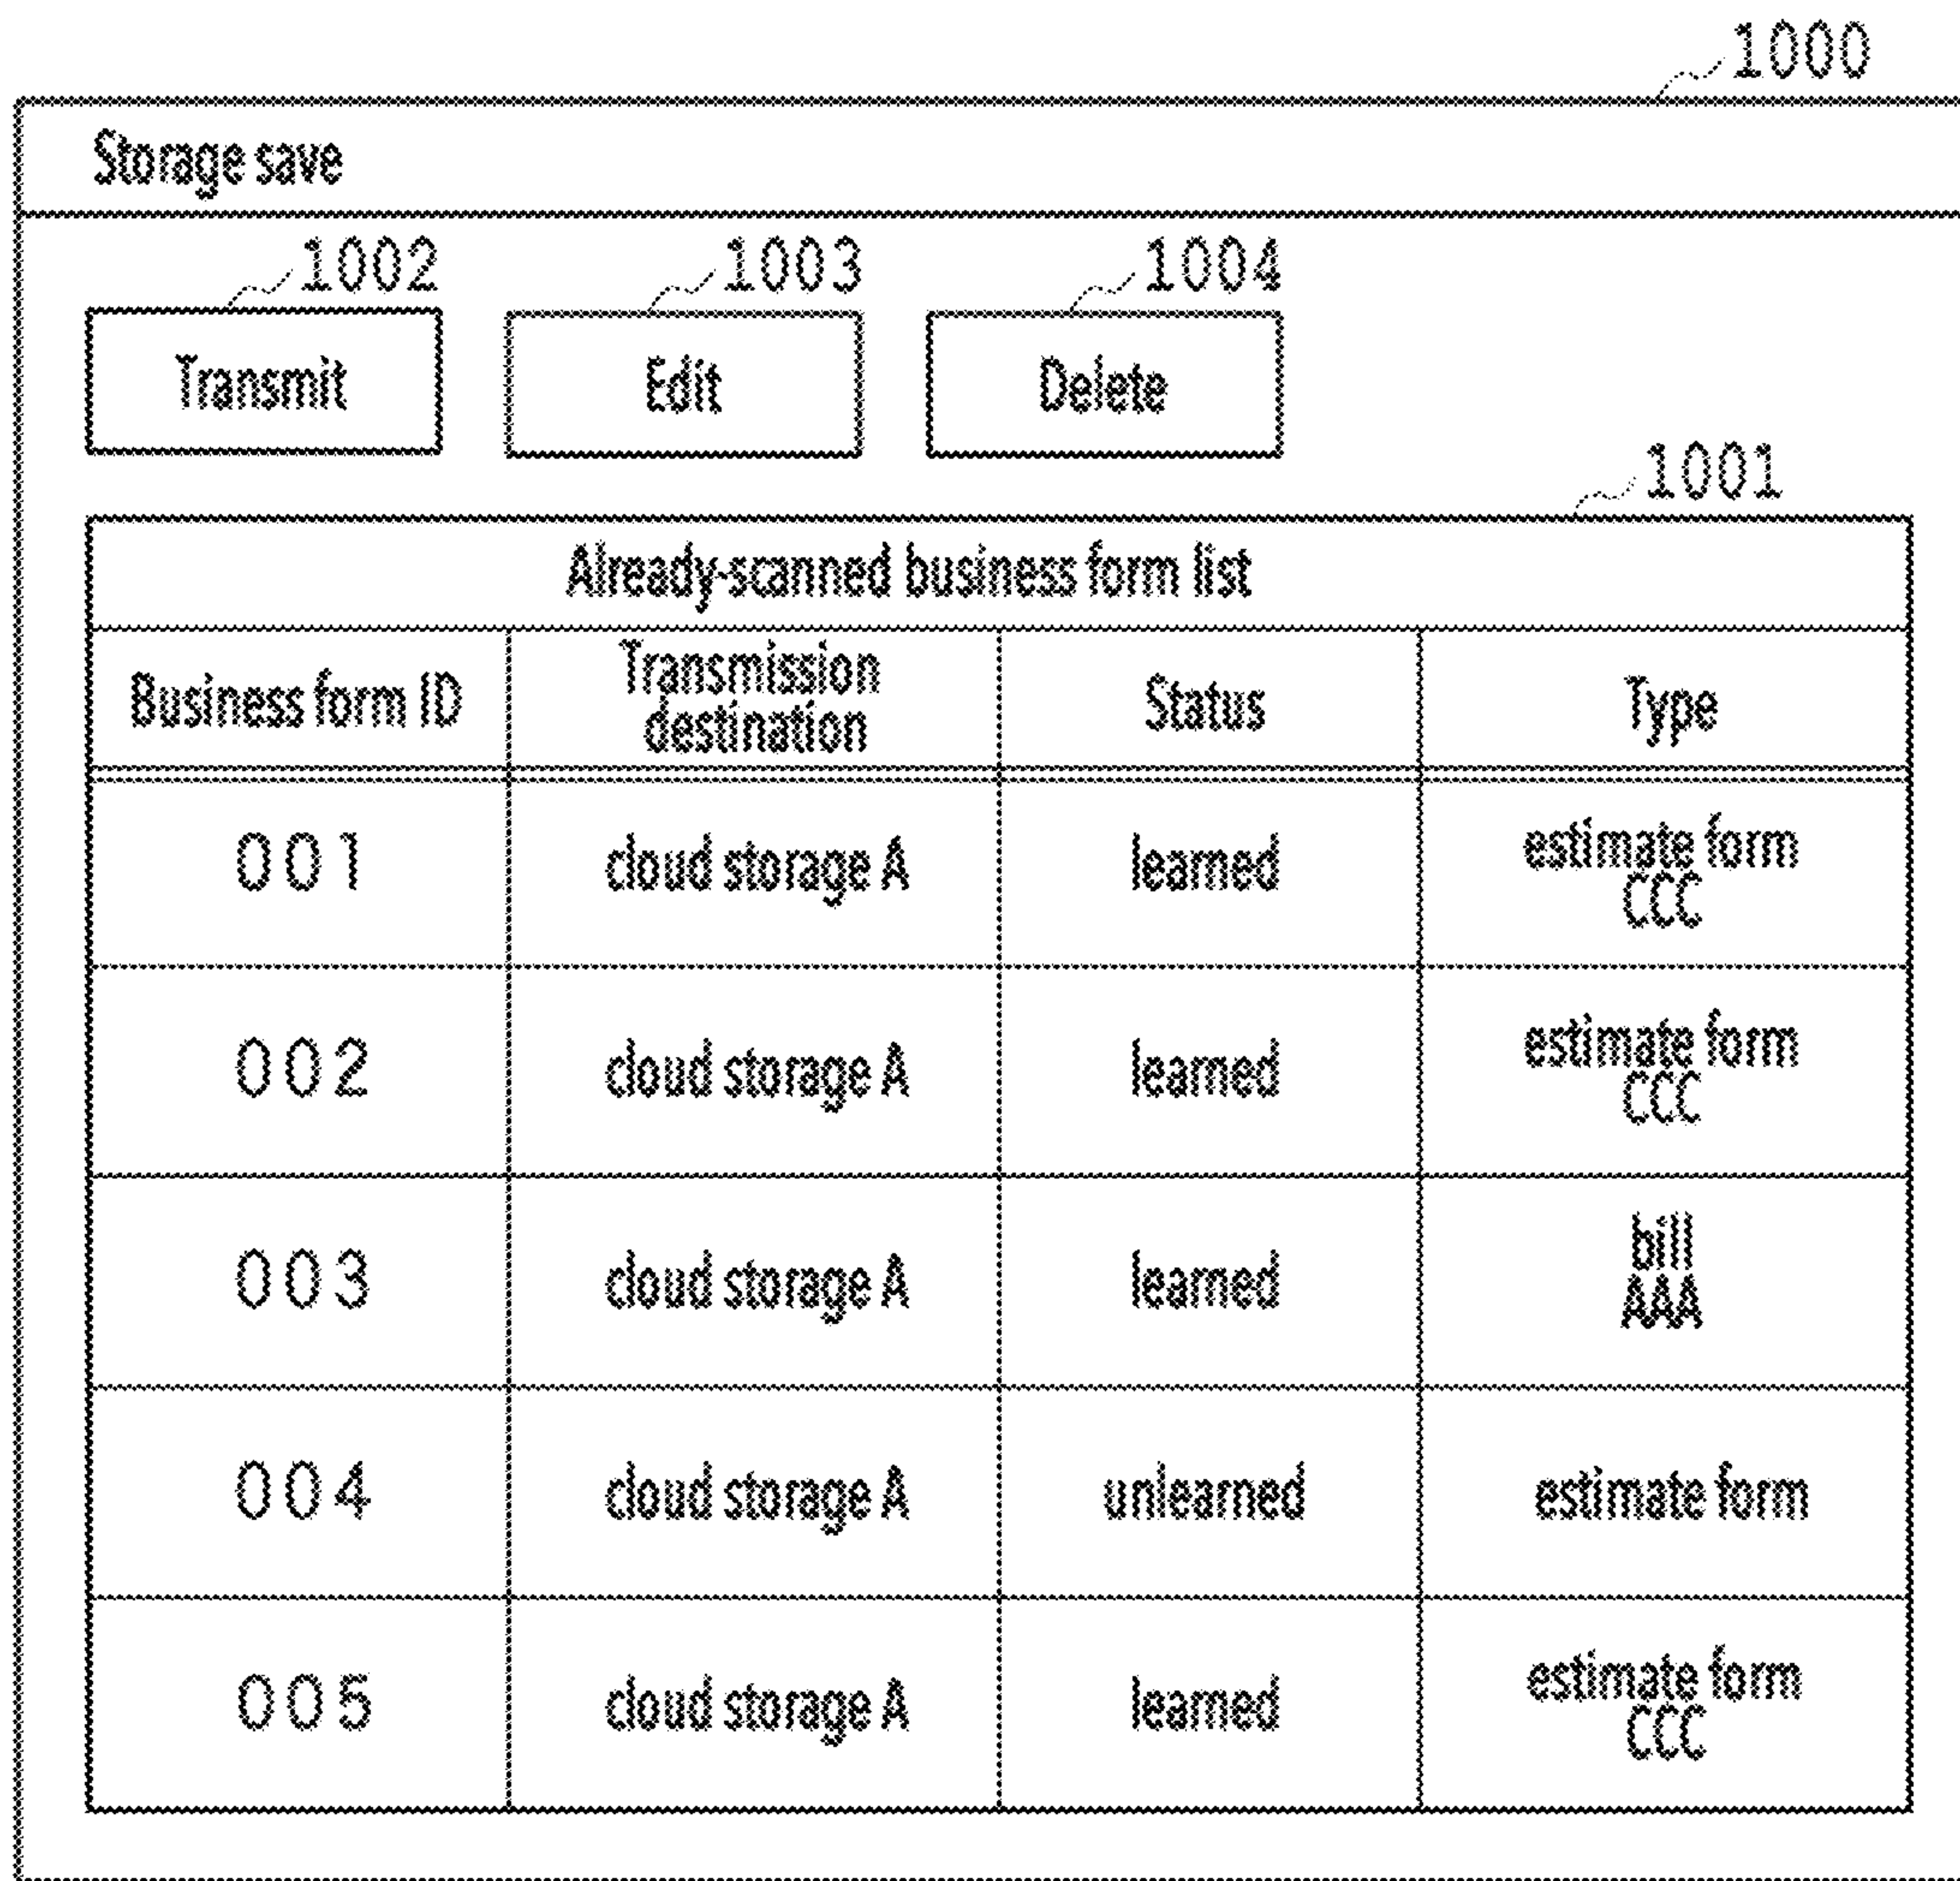 1000
Storage save
1002
1003
1004
Transmit
Edit
Delete
1001
Already-scanned business form list
Business form ID
Transmission
destination
Status
Type
001
cloud storage A
learned
estimate form
CCC
002
cloud storage A
learned
estimate form
CCC
003
cloud storage A
learned
bill
AAA
004
cloud storage A
unlearned
estimate form
005
cloud storage A
learned
estimate form
CCC